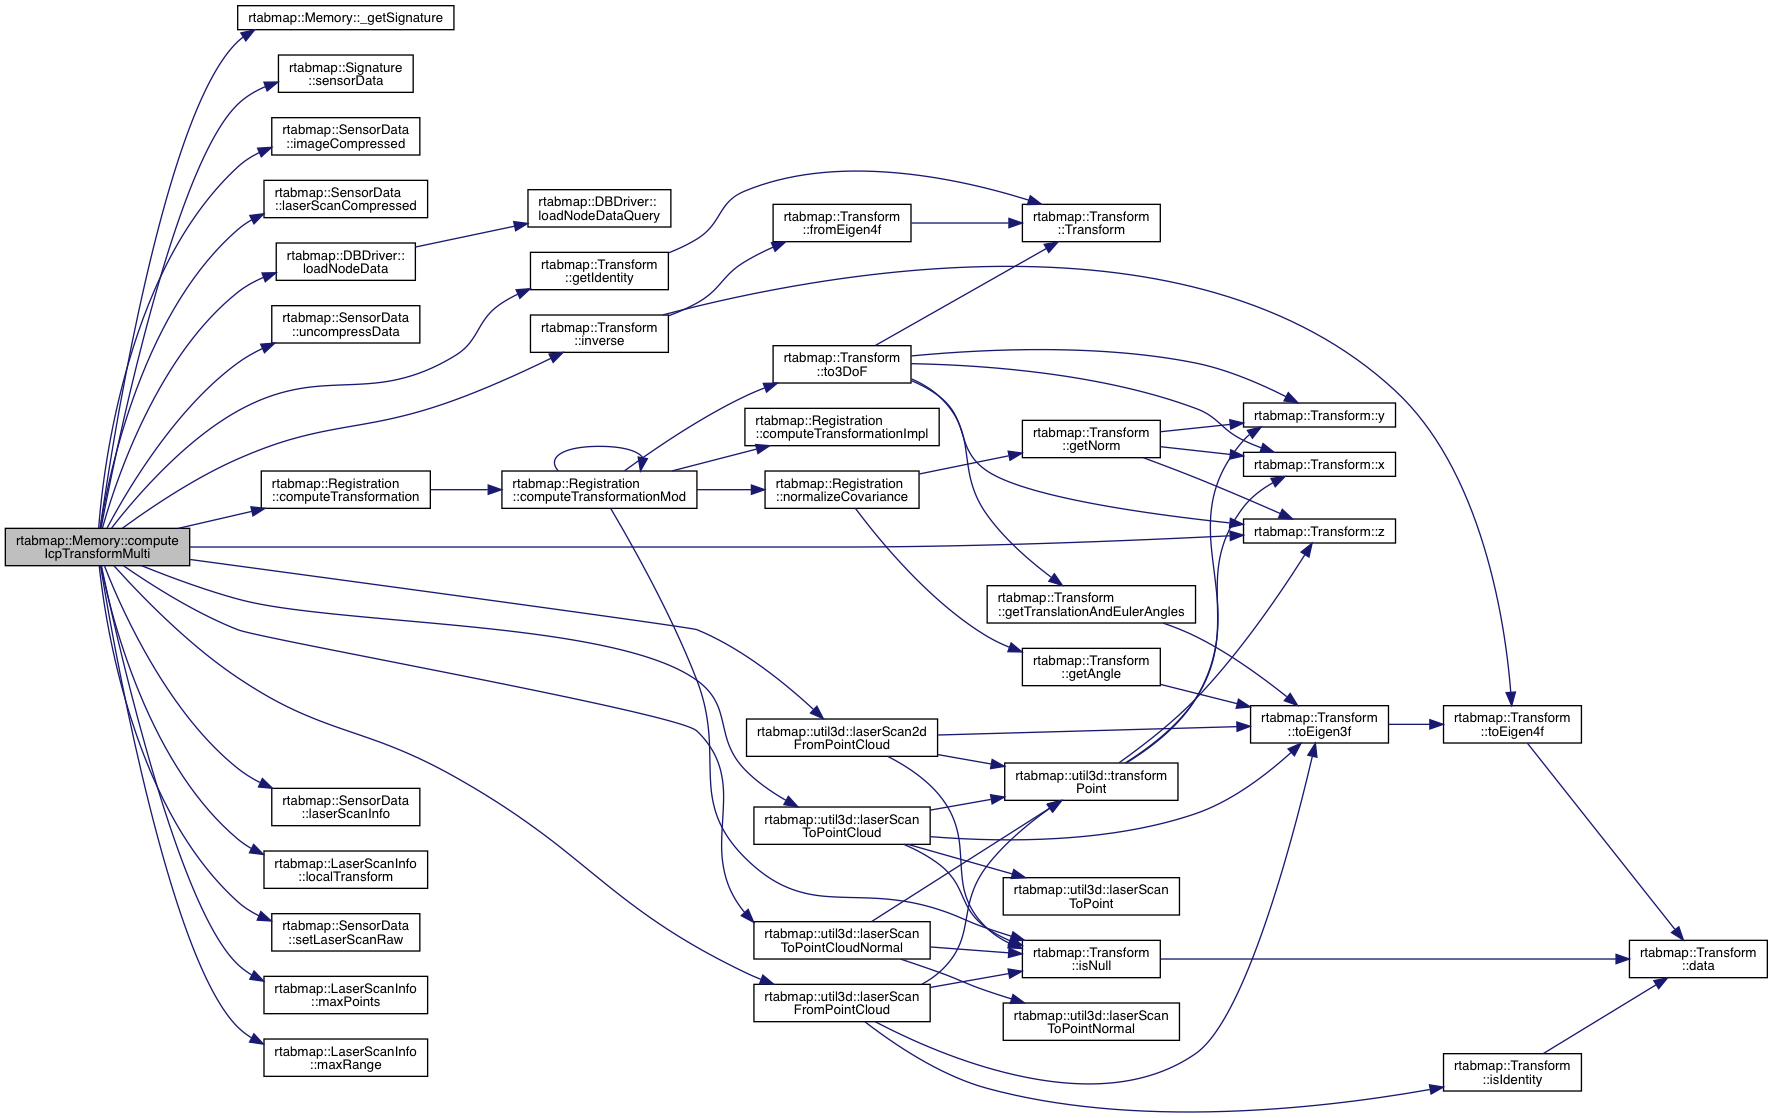 rtabmap::Memory::compute
IcpTransformMulti
rtabmap::Memory::_getSignature
rtabmap::Signature
::sensorData
rtabmap::SensorData
::imageCompressed
rtabmap::SensorData
::laserScanCompressed
rtabmap::DBDriver::
loadNodeData
rtabmap::SensorData
::uncompressData
rtabmap::Registration
::computeTransformation
rtabmap::SensorData
::laserScanInfo
rtabmap::LaserScanInfo
::localTransform
rtabmap::SensorData
::setLaserScanRaw
rtabmap::LaserScanInfo
::maxPoints
rtabmap::LaserScanInfo
::maxRange
rtabmap::DBDriver::
loadNodeDataQuery
rtabmap::Transform
::getIdentity
rtabmap::Transform
::inverse
rtabmap::Registration
::computeTransformationMod
rtabmap::Transform
::fromEigen4f
rtabmap::Transform
::to3DoF
rtabmap::Registration
::computeTransformationImpl
rtabmap::Registration
::normalizeCovariance
rtabmap::util3d::laserScan2d
FromPointCloud
rtabmap::util3d::laserScan
ToPointCloud
rtabmap::util3d::laserScan
ToPointCloudNormal
rtabmap::util3d::laserScan
FromPointCloud
rtabmap::Transform
::Transform
rtabmap::Transform
::getNorm
rtabmap::Transform
::getTranslationAndEulerAngles
rtabmap::Transform
::getAngle
rtabmap::util3d::transform
Point
rtabmap::util3d::laserScan
ToPoint
rtabmap::Transform
::isNull
rtabmap::util3d::laserScan
ToPointNormal
rtabmap::Transform::y
rtabmap::Transform::x
rtabmap::Transform::z
rtabmap::Transform
::toEigen3f
rtabmap::Transform
::toEigen4f
rtabmap::Transform
::isIdentity
rtabmap::Transform
::data